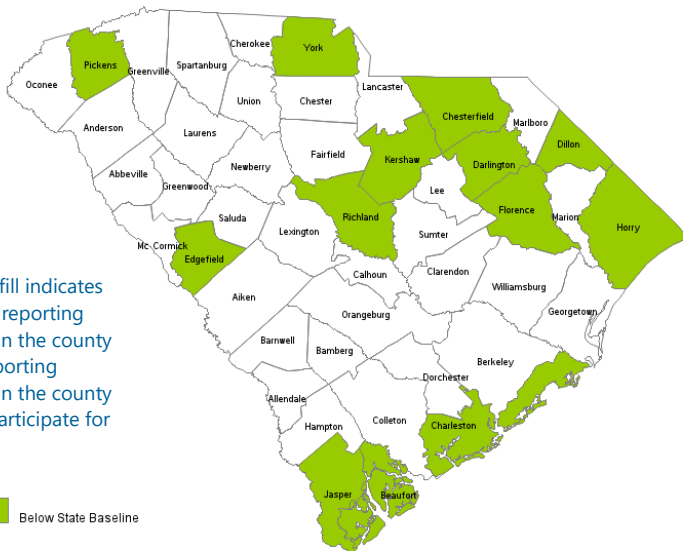 Cherokee
York
Pickens
Spartanburg
Greenville
Oconee
Lancaster
Union
Chester
Chesterfield
Marlboro
Anderson
Laurens
Dillon
Fairfield
Kershaw
Darlington
Newberry
Abbeville
Greenwood
Lee
Florence
Saluda
Richland
Marion
Horry
Lexington
Sumter
Mc Cormick
Edgefield
Calhoun
Clarendon
Williamsburg
Aiken
Orangeburg
Georgetown
Barnwell
Bamberg
Berkeley
Dorchester
Allendale
Colleton
Charleston
Hampton
Jasper
Beaufort
fill indicates
reporting
n the county
porting
n the county
articipate for
Below State Baseline